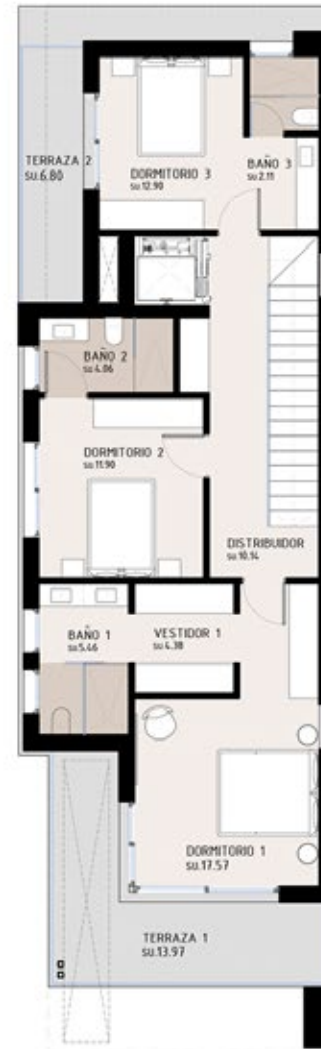 TERRAZA 2
su.6.80
DORMITORIO 3
su.12.90
BAÑO 3
su.2.11
BAÑO 2
su.4.06
DORMITORIO 2
su.11.90
DISTRIBUIDOR
su.10.14
BAÑO 1
su.5.46
VESTIDOR 1
su.4.38
DORMITORIO 1
su.17.57
TERRAZA 1
su.13.97